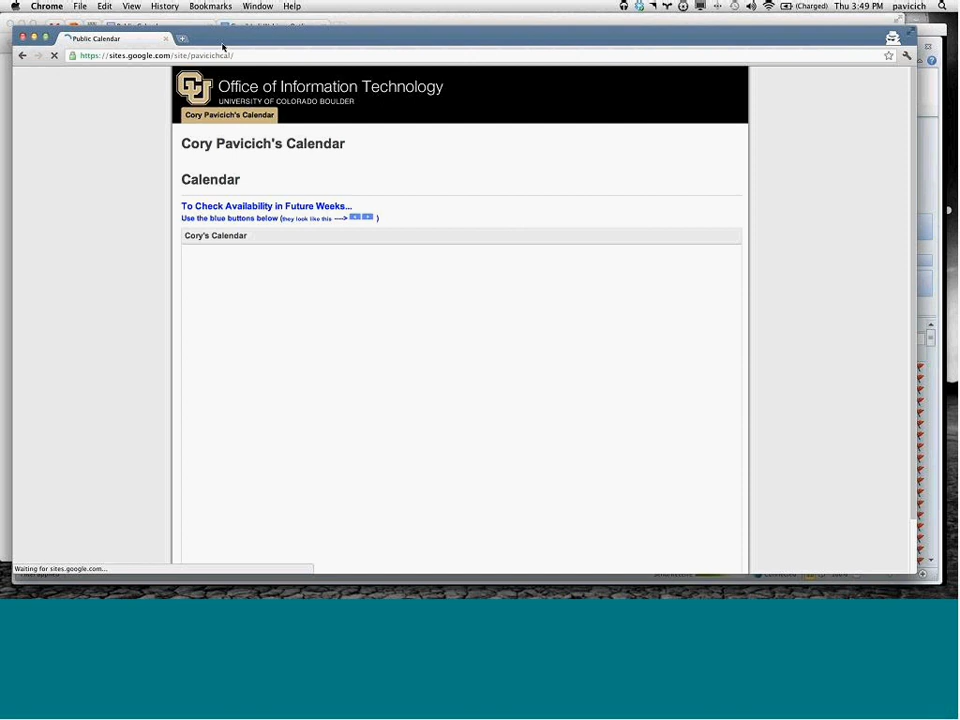 Chrome File Edit View History Bookmarks Window Help (Charged) Thu 3:49 PM pavicich
Public Calendar
https://sites.google.com/site/pavicichcal/
CU Office of Information Technology
UNIVERSITY OF COLORADO BOULDER
Cory Pavicich's Calendar
Cory Pavicich's Calendar
Calendar
To Check Availability in Future Weeks...
Use the blue buttons below (they look like this ----> )
Cory's Calendar
Waiting for sites.google.com...